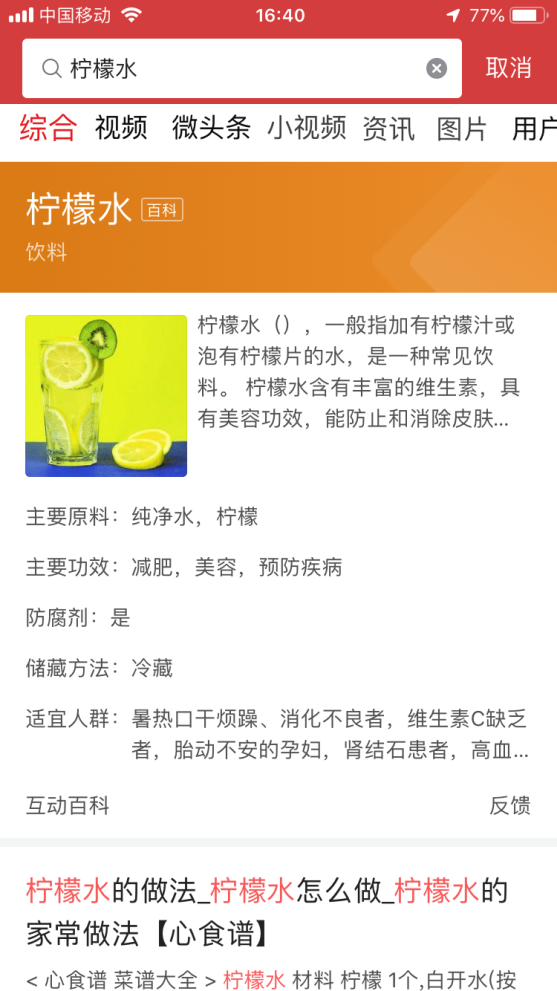 中国移动 16:40 77%
柠檬水 取消
综合 视频 微头条 小视频 资讯 图片 用户
柠檬水 百科
饮料
柠檬水（），一般指加有柠檬汁或
泡有柠檬片的水，是一种常见饮
料。 柠檬水含有丰富的维生素，具
有美容功效，能防止和消除皮肤...
主要原料：纯净水，柠檬
主要功效：减肥，美容，预防疾病
防腐剂：是
储藏方法：冷藏
适宜人群：暑热口干烦躁、消化不良者，维生素C缺乏
者，胎动不安的孕妇，肾结石患者，高血...
互动百科 反馈
柠檬水的做法_柠檬水怎么做_柠檬水的
家常做法【心食谱】
< 心食谱 菜谱大全 > 柠檬水 材料 柠檬 1个,白开水(按